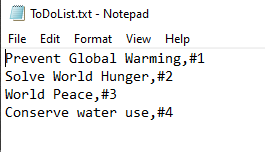 ToDoList.txt - Notepad
File Edit Format View Help
Prevent Global Warming,#1
Solve World Hunger,#2
World Peace,#3
Conserve water use,#4